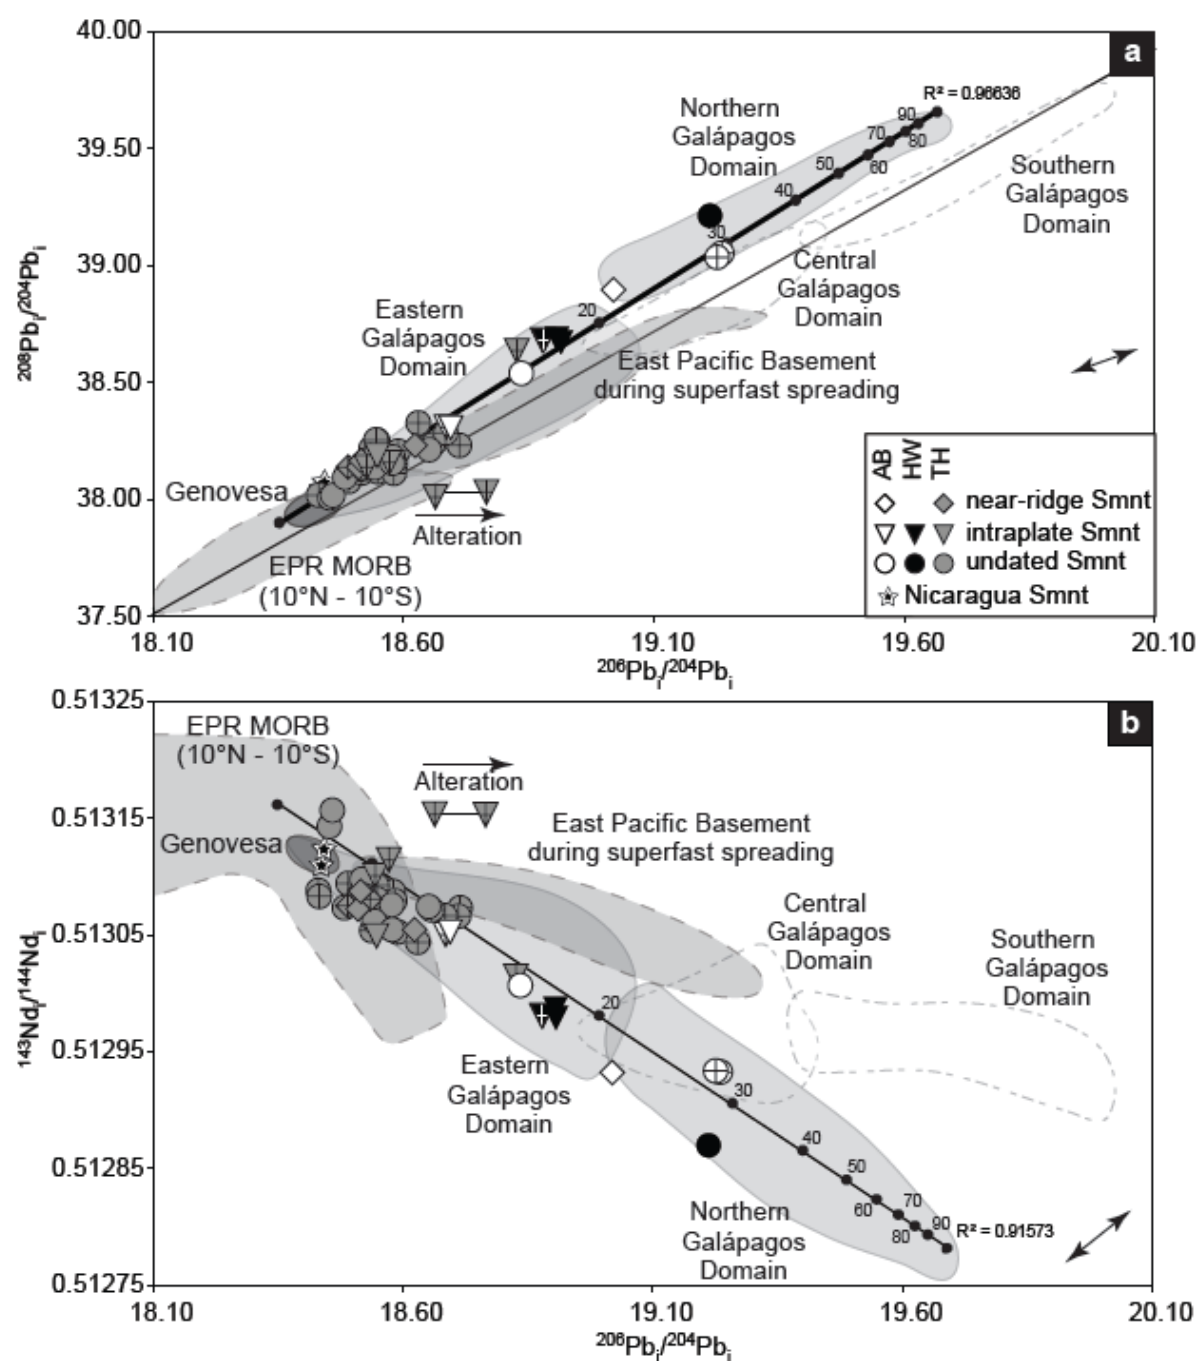 40.00
a
R² = 0.96636
Northern
Galápagos
Domain
90
80
70
60
50
40
30
20
39.50
Southern
Galápagos
Domain
39.00
Central
Galápagos
Domain
Eastern
Galápagos
Domain
208Pbi/204Pbi
38.50
East Pacific Basement
during superfast spreading
AB
HW
TH
near-ridge Smnt
intraplate Smnt
undated Smnt
Nicaragua Smnt
38.00
Genovesa
Alteration
EPR MORB
(10°N - 10°S)
37.50
18.10
18.60
19.10
19.60
20.10
206Pbi/204Pbi
0.51325
b
EPR MORB
(10°N - 10°S)
Alteration
0.51315
Genovesa
East Pacific Basement
during superfast spreading
Central
Galápagos
Domain
Southern
Galápagos
Domain
0.51305
143Ndi/144Ndi
20
0.51295
Eastern
Galápagos
Domain
30
40
50
60
70
80
90
R² = 0.91573
0.51285
Northern
Galápagos
Domain
0.51275
18.10
18.60
19.10
19.60
20.10
206Pbi/204Pbi